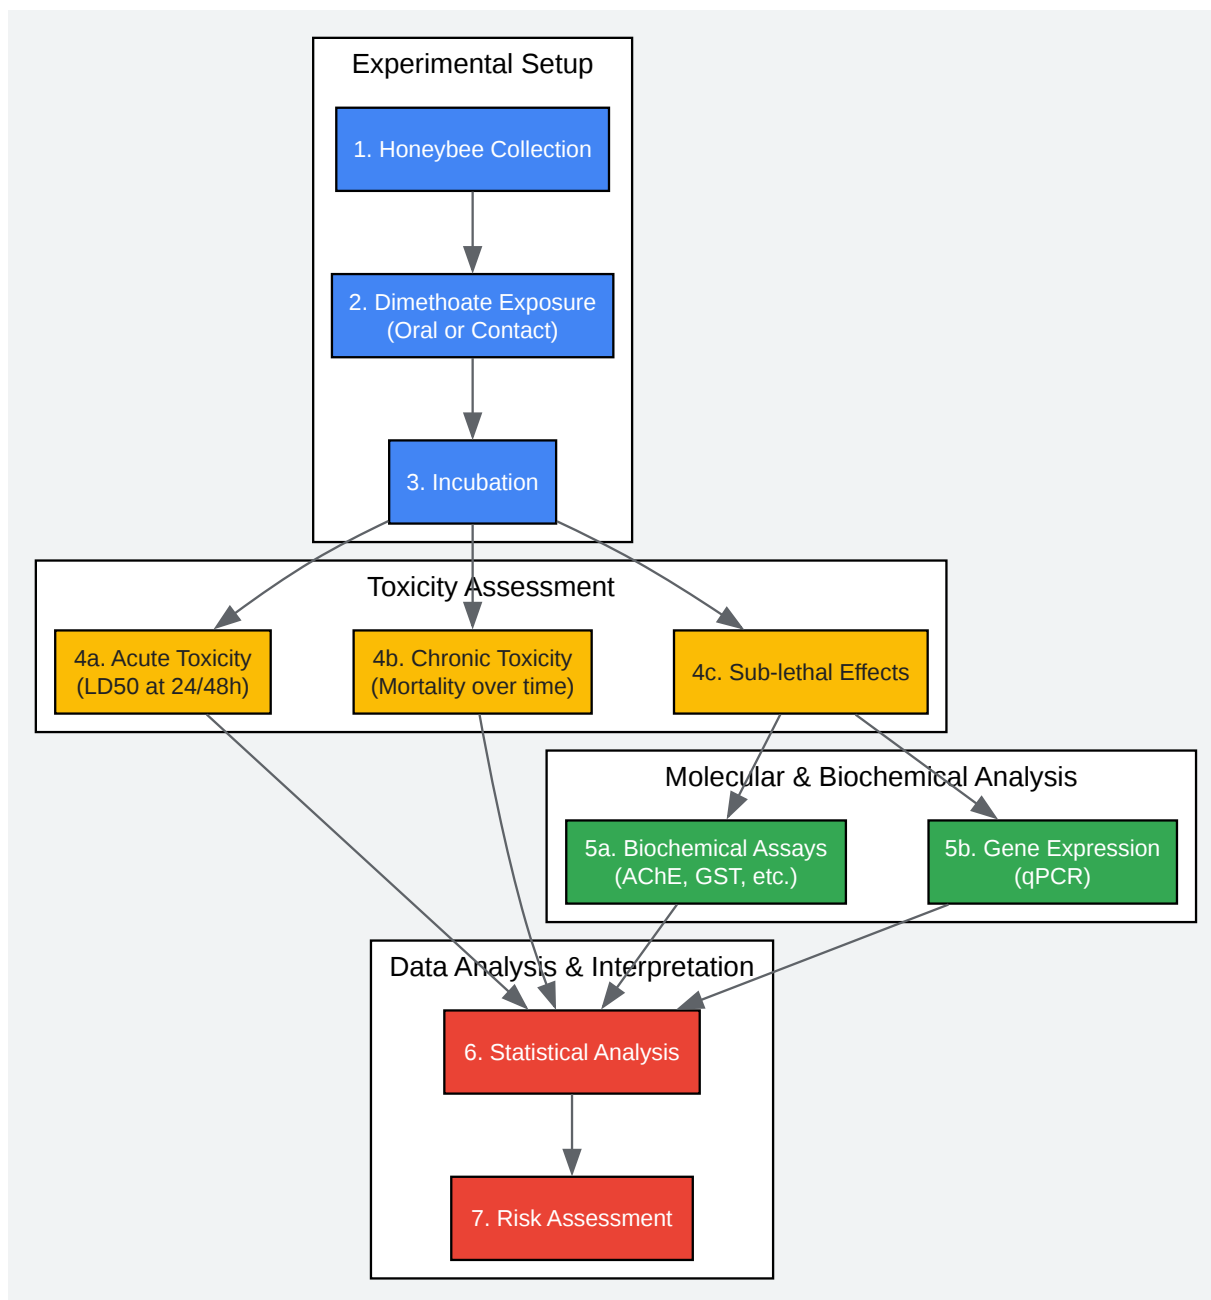 Experimental Setup
1. Honeybee Collection
2. Dimethoate Exposure
(Oral or Contact)
3. Incubation
Toxicity Assessment
4a. Acute Toxicity
(LD50 at 24/48h)
4b. Chronic Toxicity
(Mortality over time)
4c. Sub-lethal Effects
Molecular & Biochemical Analysis
5a. Biochemical Assays
(AChE, GST, etc.)
5b. Gene Expression
(qPCR)
Data Analysis & Interpretation
6. Statistical Analysis
7. Risk Assessment